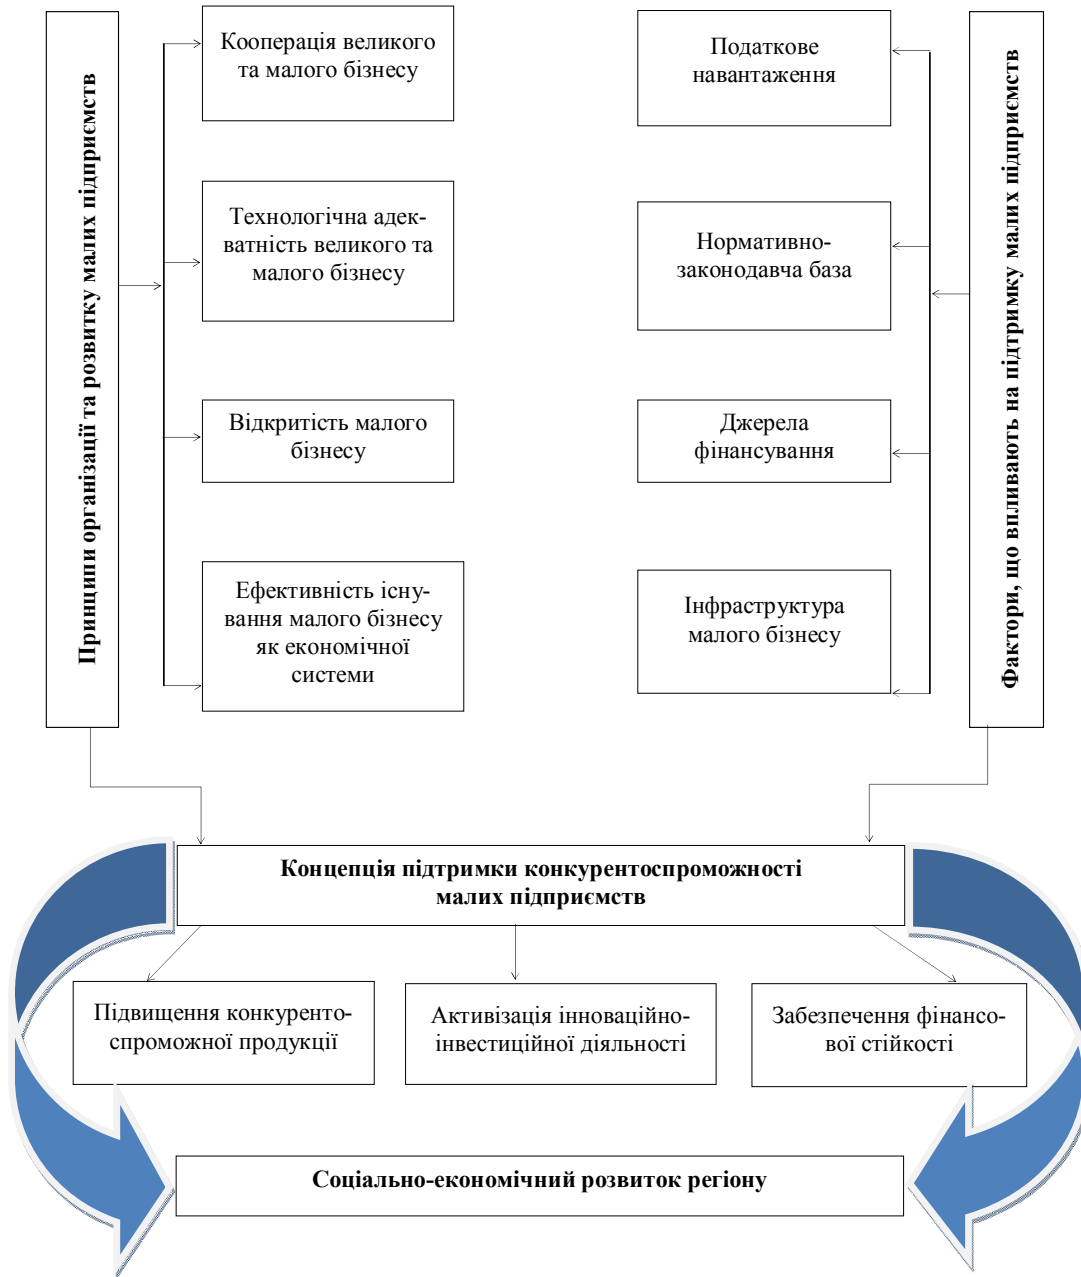 Принципи організації та розвитку малих підприємств
Кооперація великого
та малого бізнесу
Технологічна адек-
ватність великого та
малого бізнесу
Відкритість малого
бізнесу
Ефективність існу-
вання малого бізнесу
як економічної
системи
Податкове
навантаження
Нормативно-
законодавча база
Джерела
фінансування
Інфраструктура
малого бізнесу
Фактори, що впливають на підтримку малих підприємств
Концепція підтримки конкурентоспроможності
малих підприємств
Підвищення конкуренто-
спроможної продукції
Активізація інноваційно-
інвестиційної діяльності
Забезпечення фінансо-
вої стійкості
Соціально-економічний розвиток регіону